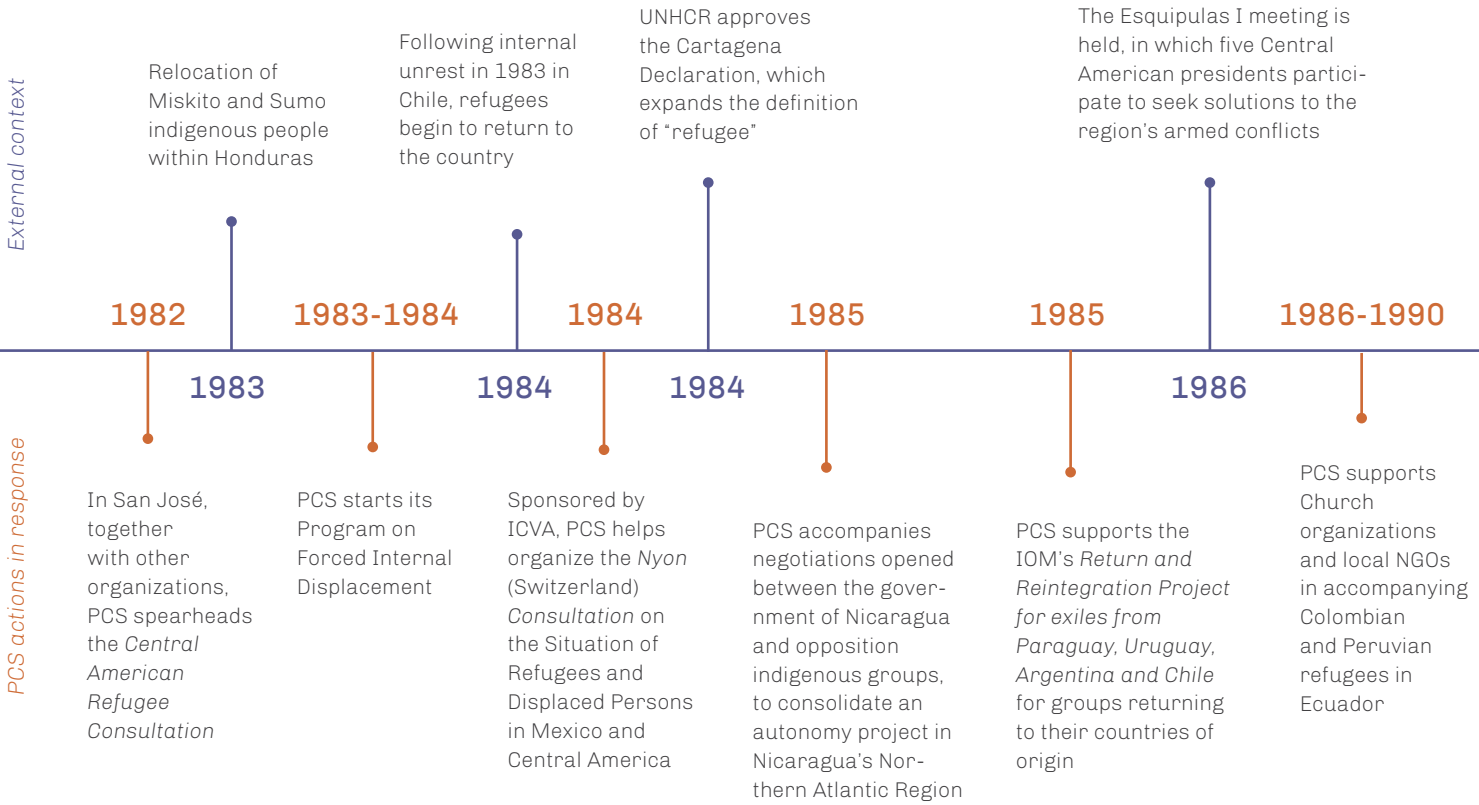 External context
Relocation of
Miskito and Sumo
indigenous people
within Honduras
Following internal
unrest in 1983 in
Chile, refugees
begin to return to
the country
UNHCR approves
the Cartagena
Declaration, which
expands the definition
of “refugee”
The Esquipulas I meeting is
held, in which five Central
American presidents partici-
pate to seek solutions to the
region’s armed conflicts
1982
1983-1984
1984
1985
1985
1986-1990
1983
1984
1984
1986
PCS actions in response
In San José,
together
with other
organizations,
PCS spearheads
the Central
American
Refugee
Consultation
PCS starts its
Program on
Forced Internal
Displacement
Sponsored by
ICVA, PCS helps
organize the Nyon
(Switzerland)
Consultation on
the Situation of
Refugees and
Displaced Persons
in Mexico and
Central America
PCS accompanies
negotiations opened
between the gover-
nment of Nicaragua
and opposition
indigenous groups,
to consolidate an
autonomy project in
Nicaragua’s Nor-
thern Atlantic Region
PCS supports the
IOM’s Return and
Reintegration Project
for exiles from
Paraguay, Uruguay,
Argentina and Chile
for groups returning
to their countries of
origin
PCS supports
Church
organizations
and local NGOs
in accompanying
Colombian
and Peruvian
refugees in
Ecuador